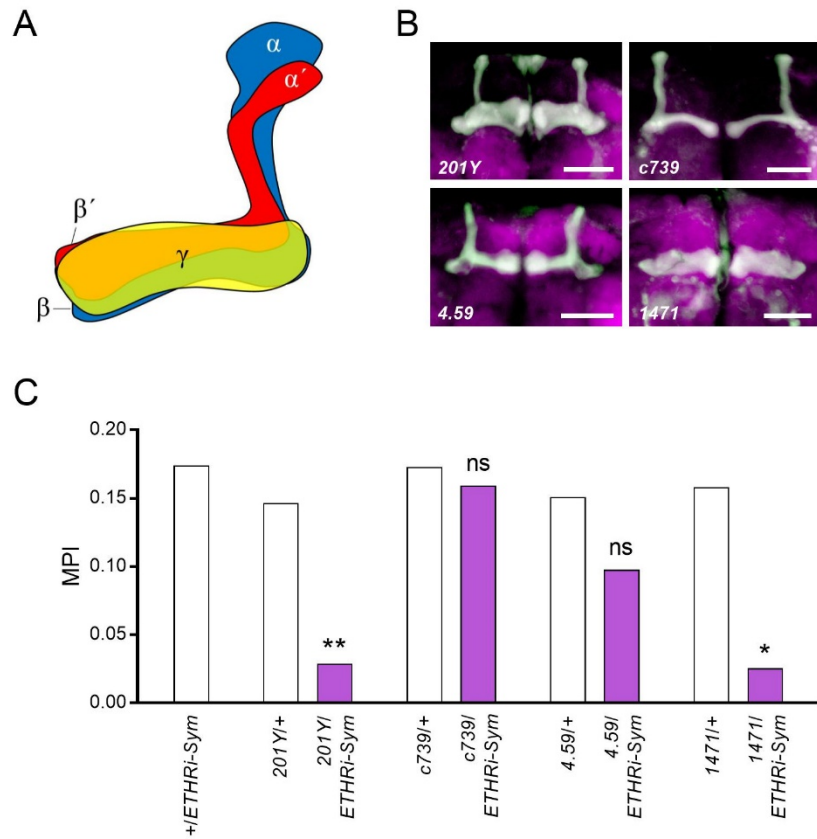 A
α
α´
β´
γ
β
B
201Y
c739
4.59
1471
C
0.20
0.15
0.10
0.05
0.00
MPI
ns
ns
**
*
+/ETHRi-Sym
201Y/+
201Y/
ETHRi-Sym
c739/+
c739/
ETHRi-Sym
4.59/+
4.59/
ETHRi-Sym
1471/+
1471/
ETHRi-Sym